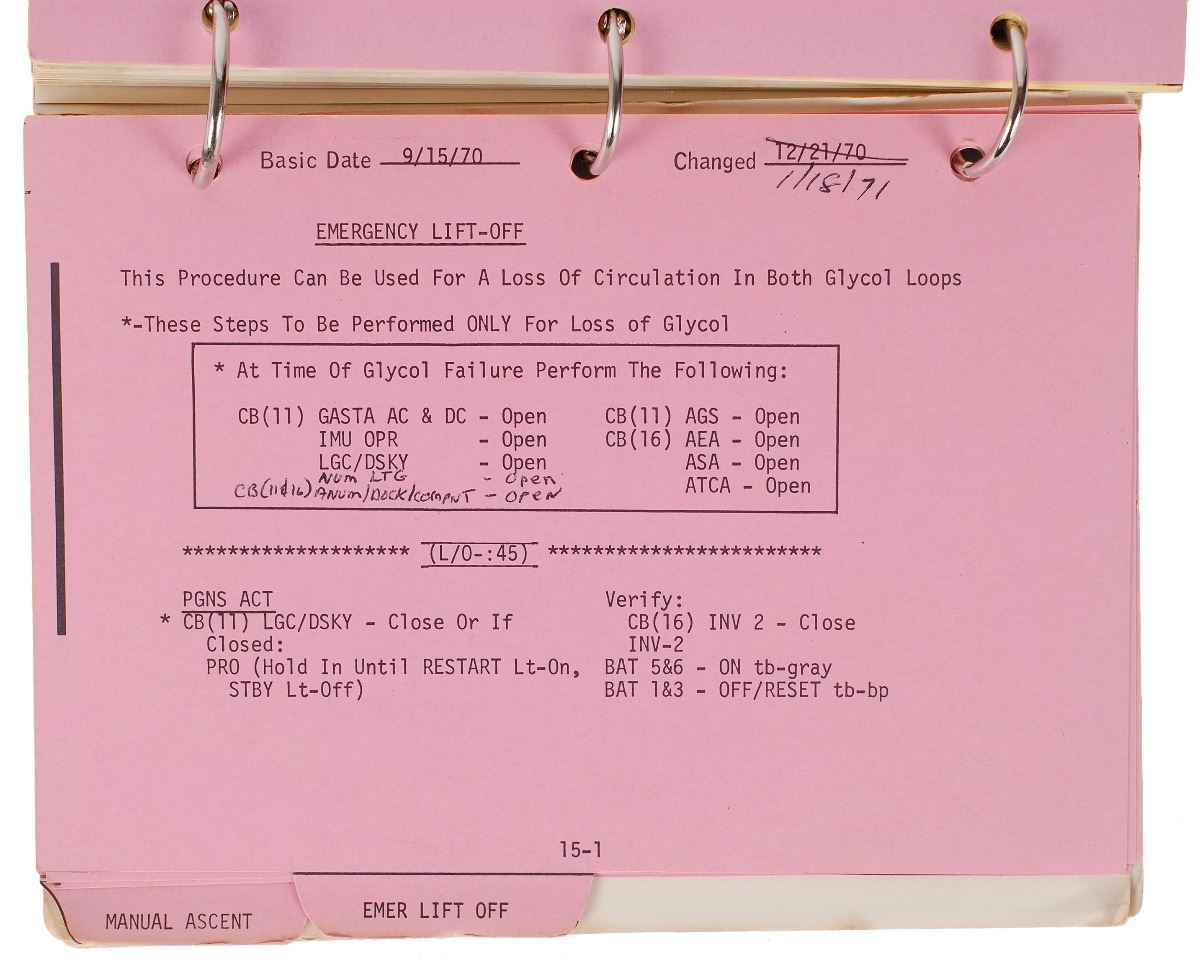 Basic Date 9/15/70 Changed 12/21/70
1/18/71
EMERGENCY LIFT-OFF
This Procedure Can Be Used For A Loss Of Circulation In Both Glycol Loops
*-These Steps To Be Performed ONLY For Loss of Glycol
* At Time Of Glycol Failure Perform The Following:
CB(11) GASTA AC & DC - Open CB(11) AGS - Open
IMU OPR - Open CB(16) AEA - Open
LGC/DSKY - Open ASA - Open
NUM LTG - Open ATCA - Open
CB(11&16) ANUM/DOCK/COMPNT - OPEN
******************** (L/O-:45) ************************
PGNS ACT Verify:
* CB(11) LGC/DSKY - Close Or If CB(16) INV 2 - Close
Closed: INV-2
PRO (Hold In Until RESTART Lt-On, BAT 5&6 - ON tb-gray
STBY Lt-Off) BAT 1&3 - OFF/RESET tb-bp
15-1
MANUAL ASCENT EMER LIFT OFF